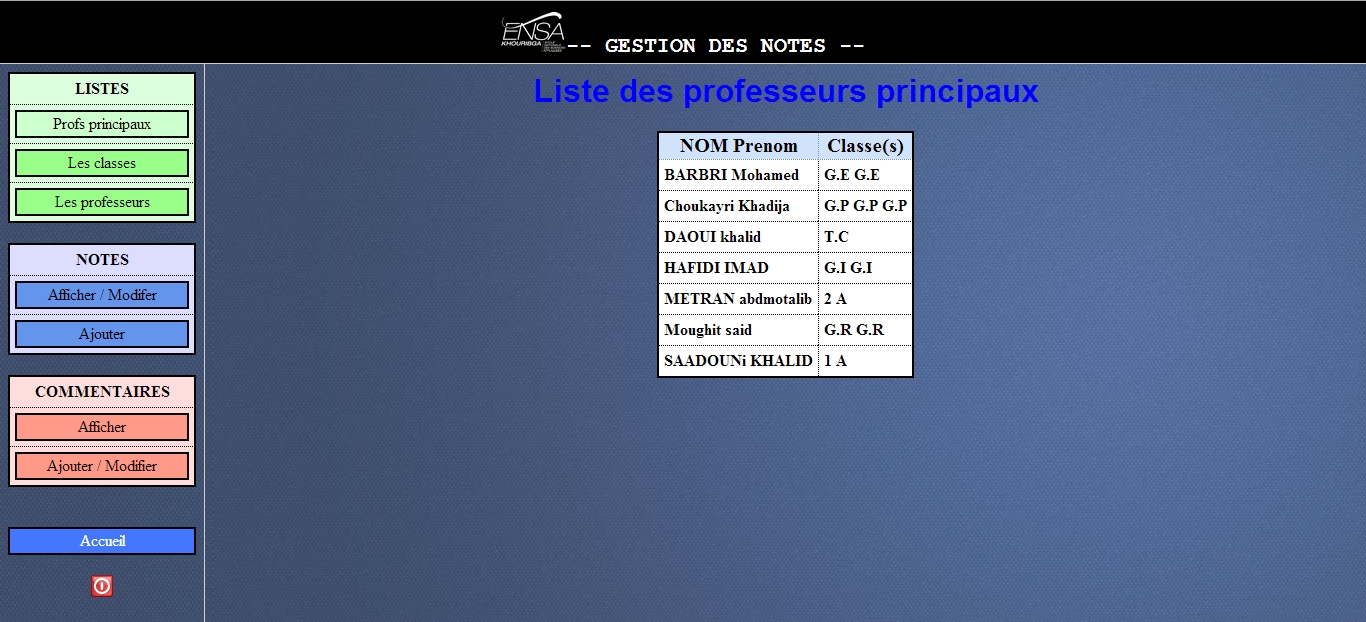 ENSA
KHOURIBGA
-- GESTION DES NOTES --
LISTES
Profs principaux
Les classes
Les professeurs
NOTES
Afficher / Modifer
Ajouter
COMMENTAIRES
Afficher
Ajouter / Modifier
Accueil
Liste des professeurs principaux
NOM Prenom Classe(s)
BARBRI Mohamed G.E G.E
Choukayri Khadija G.P G.P G.P
DAOUI khalid T.C
HAFIDI IMAD G.I G.I
METRAN abdmotalib 2 A
Moughit said G.R G.R
SAADOUNi KHALID 1 A